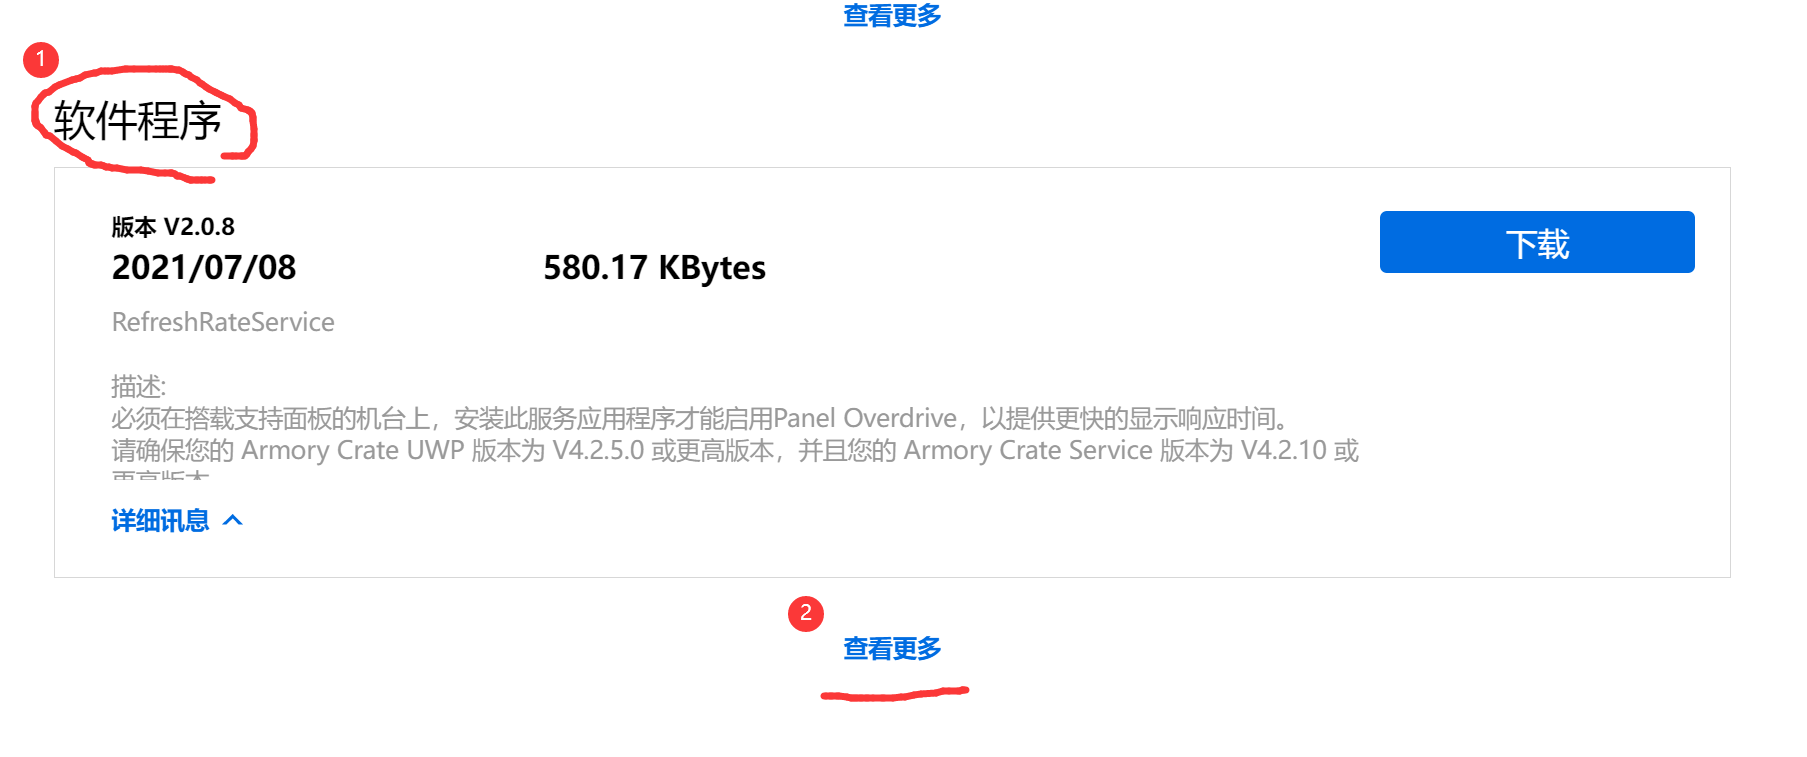 查看更多
1
软件程序
版本 V2.0.8
2021/07/08
580.17 KBytes
下载
RefreshRateService
描述:
必须在撘载支持面板的机台上，安装此服务应用程序才能启用Panel Overdrive，以提供更快的显示响应时间。
请确保您的 Armory Crate UWP 版本为 V4.2.5.0 或更高版本，并且您的 Armory Crate Service 版本为 V4.2.10 或
更高版本
详细讯息
2
查看更多